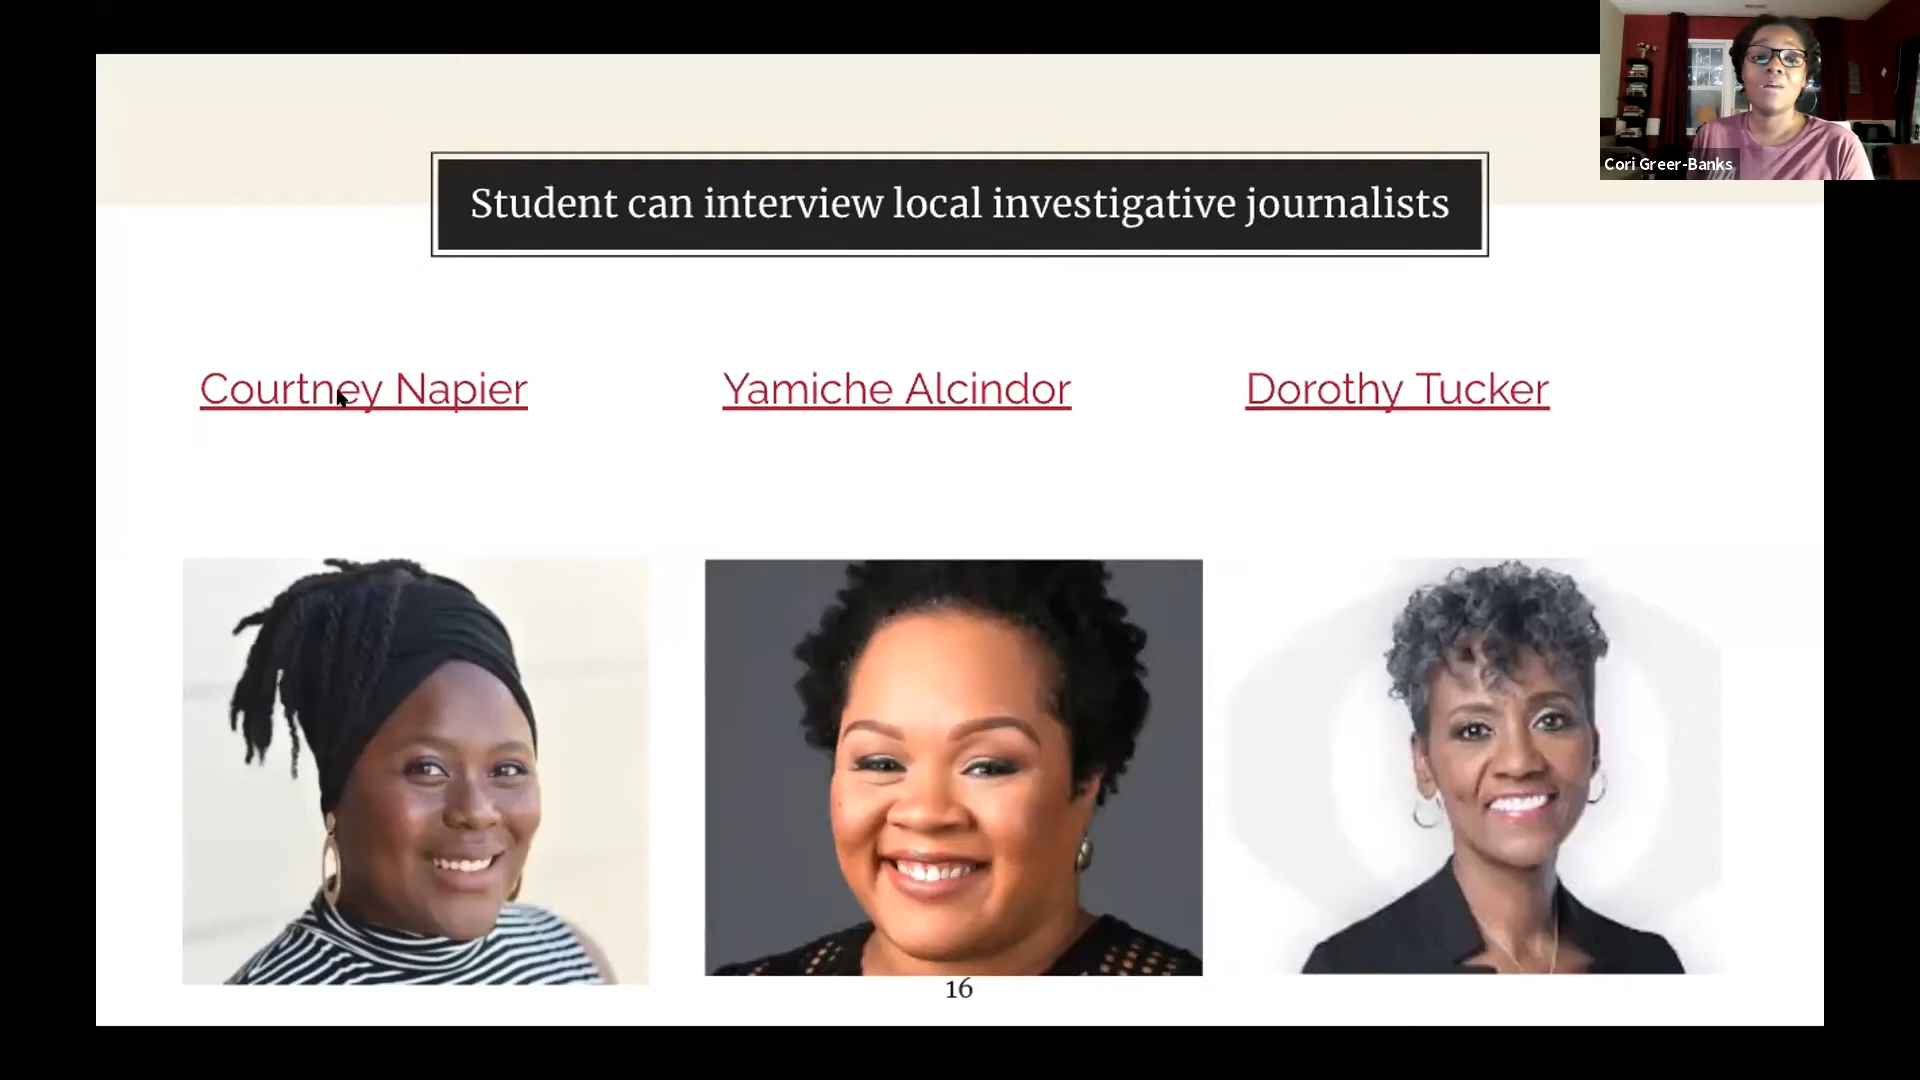 Cori Greer-Banks
Student can interview local investigative journalists
Courtney Napier
Yamiche Alcindor
Dorothy Tucker
16